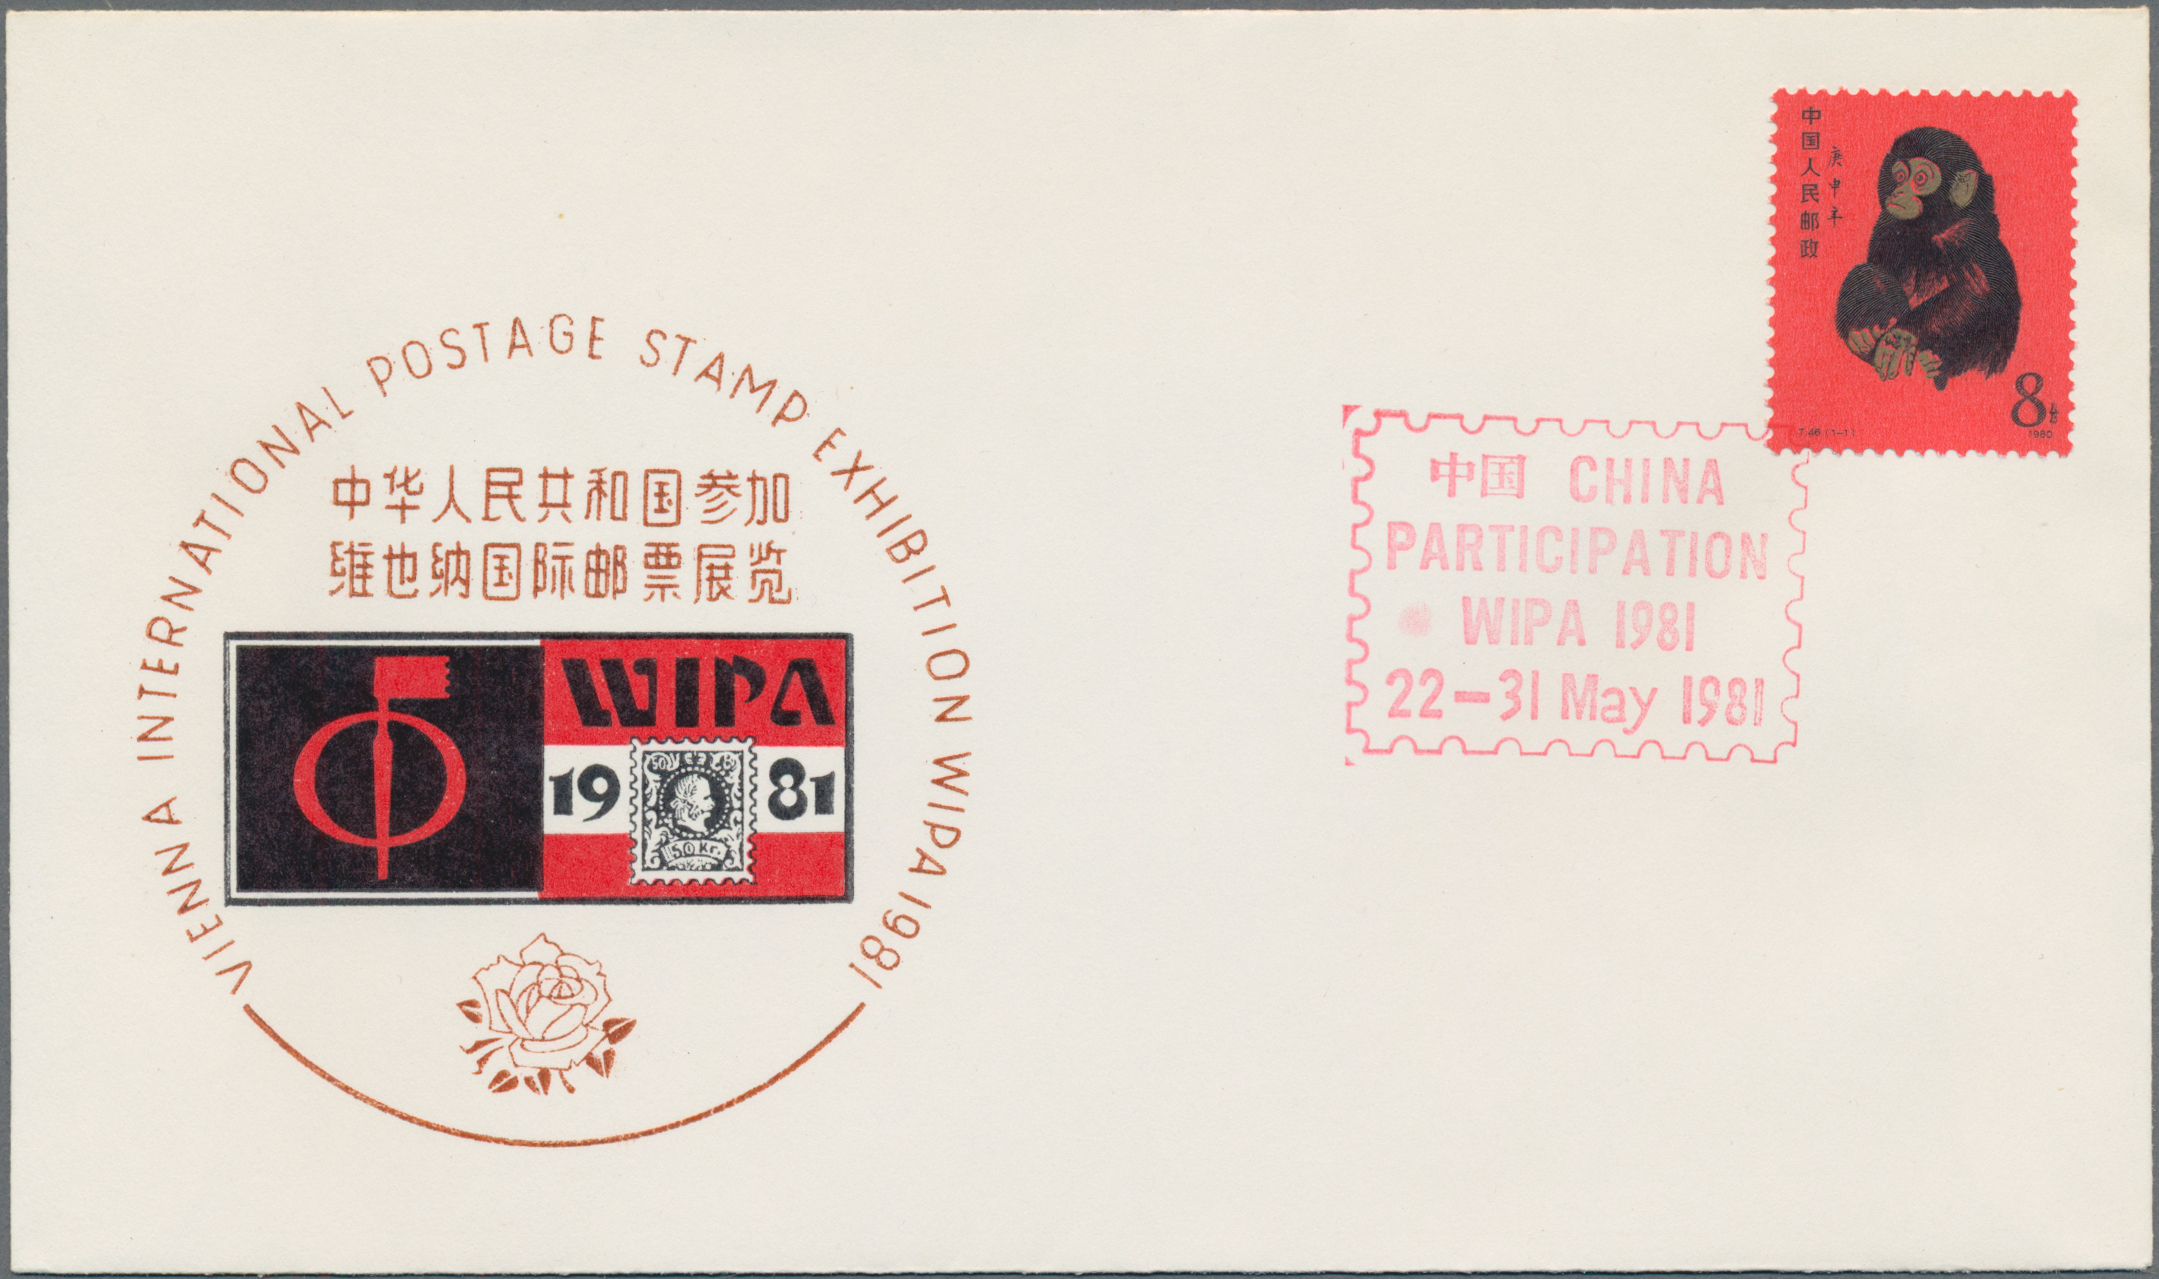 VIENNA INTERNATIONAL POSTAGE STAMP EXHIBITION WIPA 1981
中华人民共和国参加
维也纳国际邮票展览
WIPA
19 81
50
50 Kr.
中国人民邮政
庚申年
8分
T.46.(1-1)
1980
中国 CHINA
PARTICIPATION
WIPA 1981
22-31 May 1981